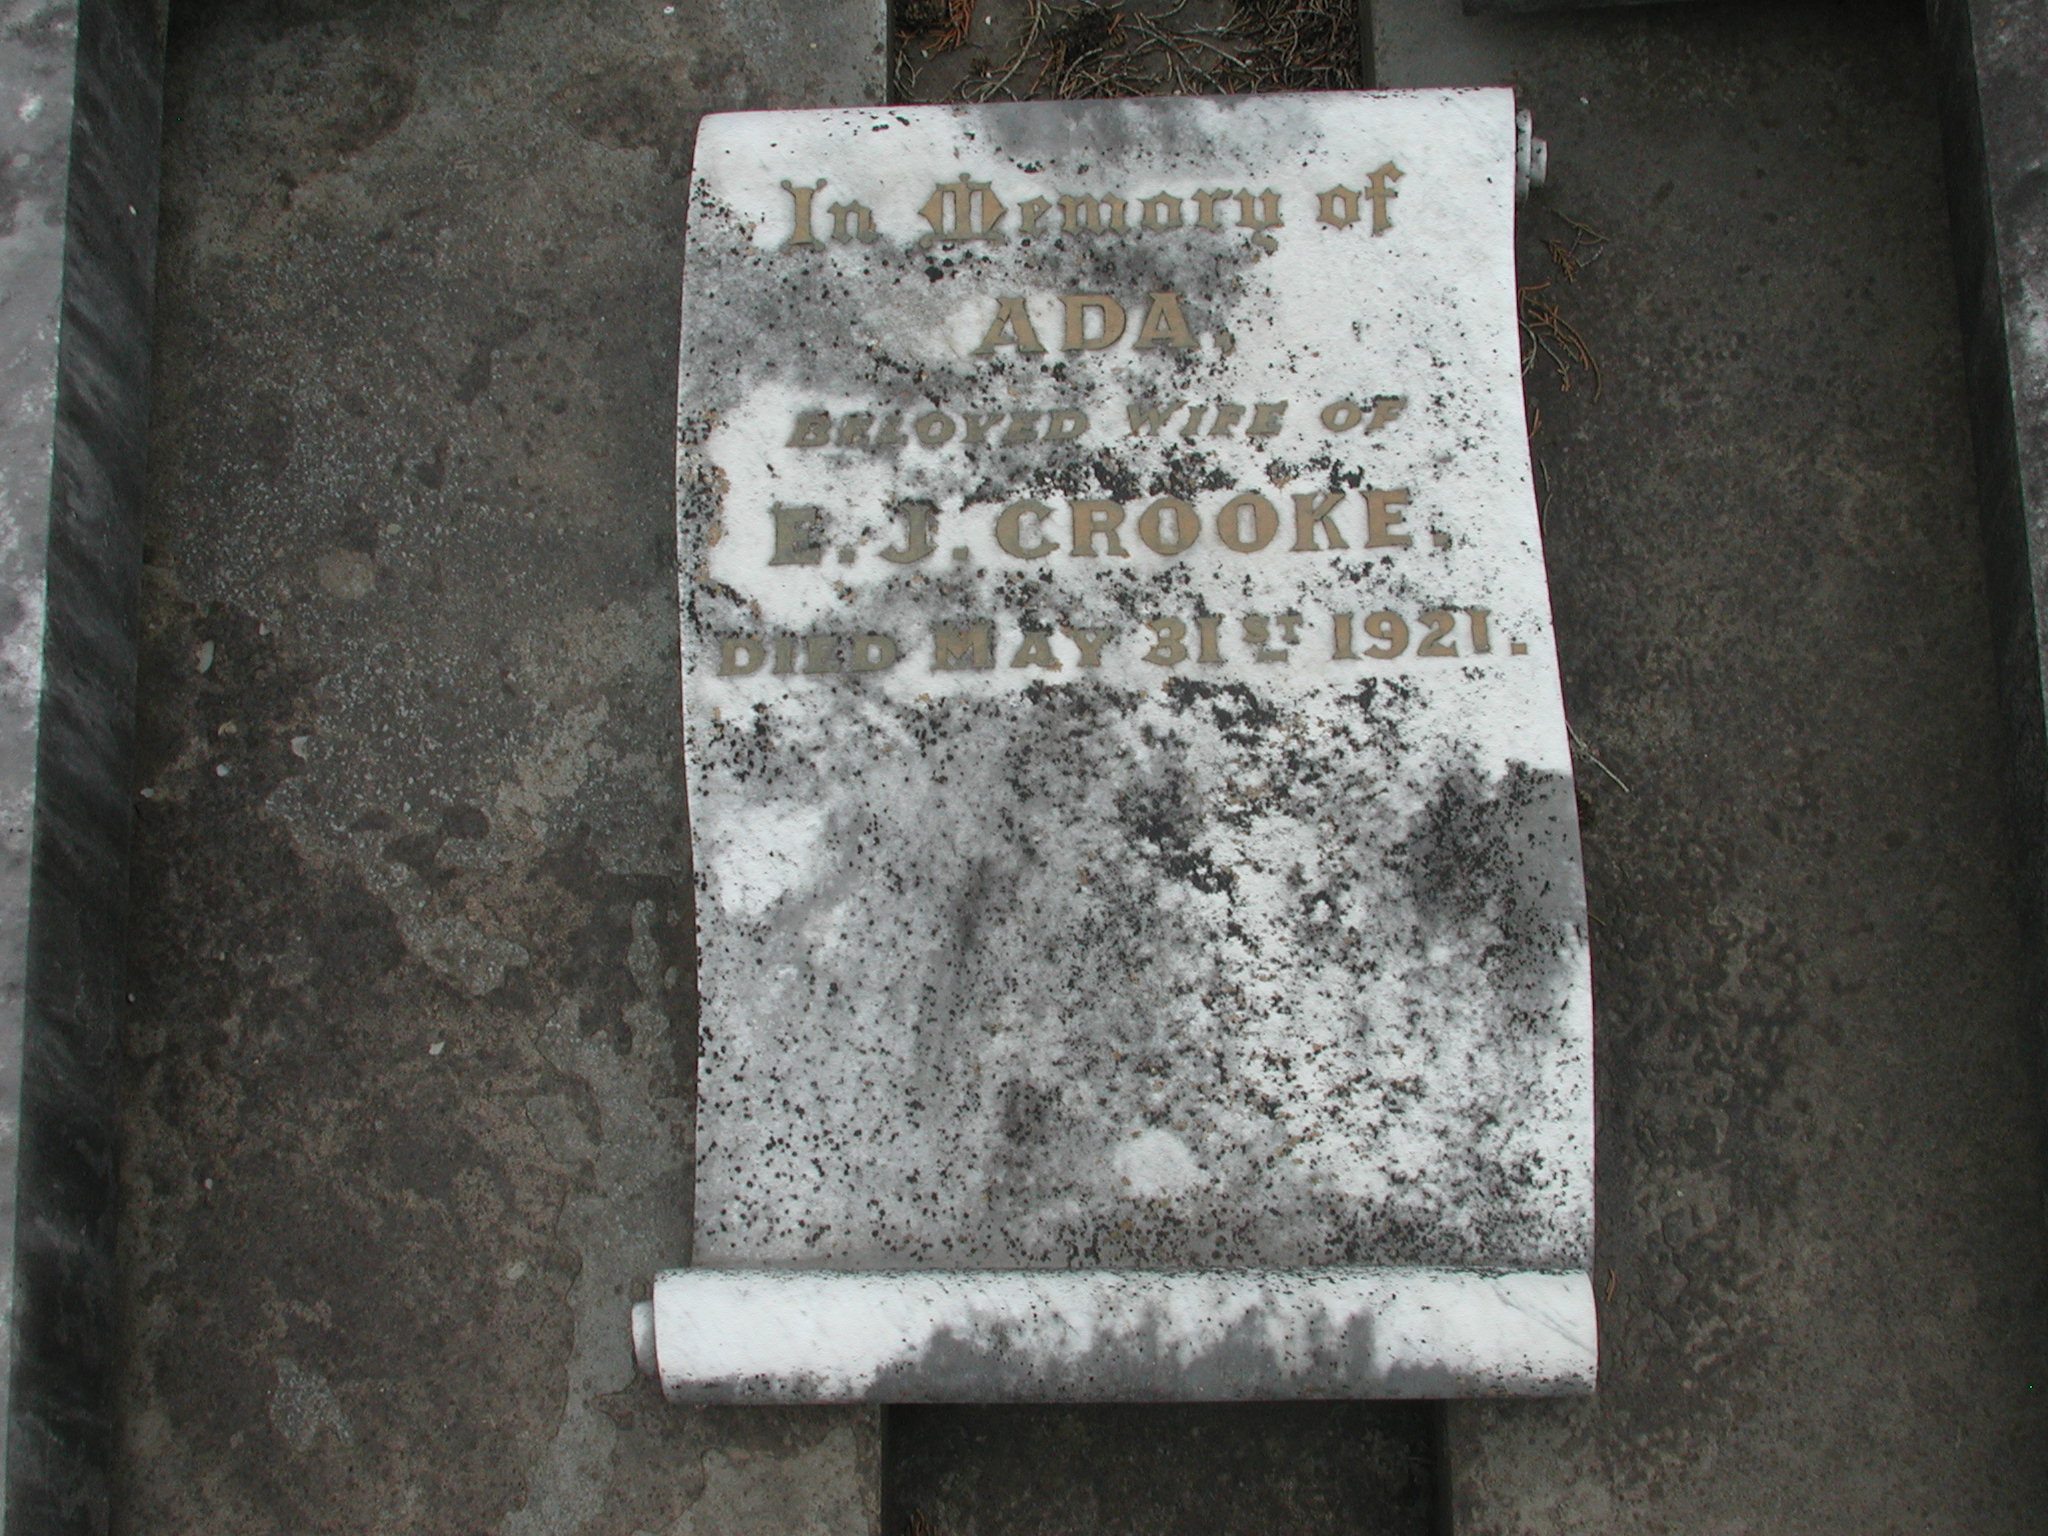 In Memory of
ADA,
BELOVED WIFE OF
E. J. CROOKE.
DIED MAY 31ST 1921.